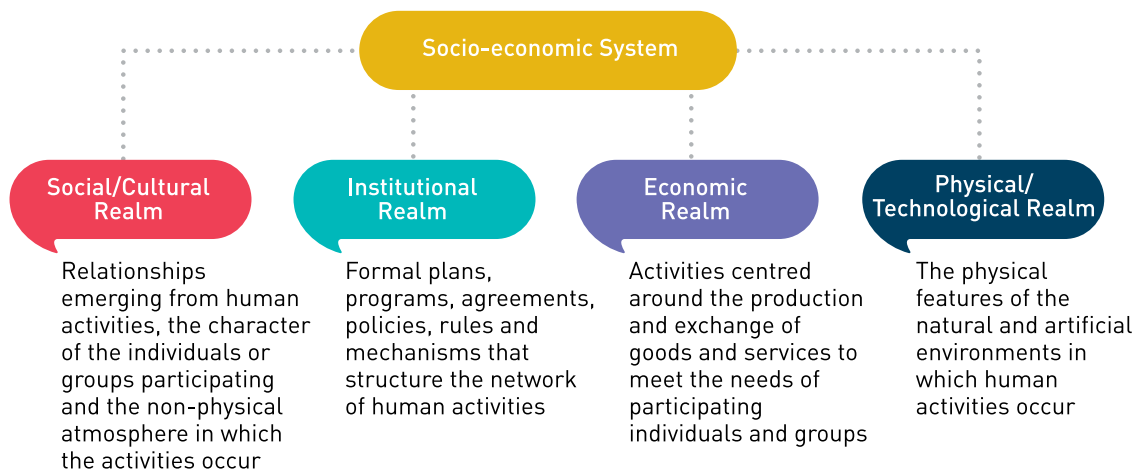 Socio-economic System
Social/Cultural
Realm
Relationships
emerging from human
activities, the character
of the individuals or
groups participating
and the non-physical
atmosphere in which
the activities occur
Institutional
Realm
Formal plans,
programs, agreements,
policies, rules and
mechanisms that
structure the network
of human activities
Economic
Realm
Activities centred
around the production
and exchange of
goods and services to
meet the needs of
participating
individuals and groups
Physical/
Technological Realm
The physical
features of the
natural and artificial
environments in
which human
activities occur